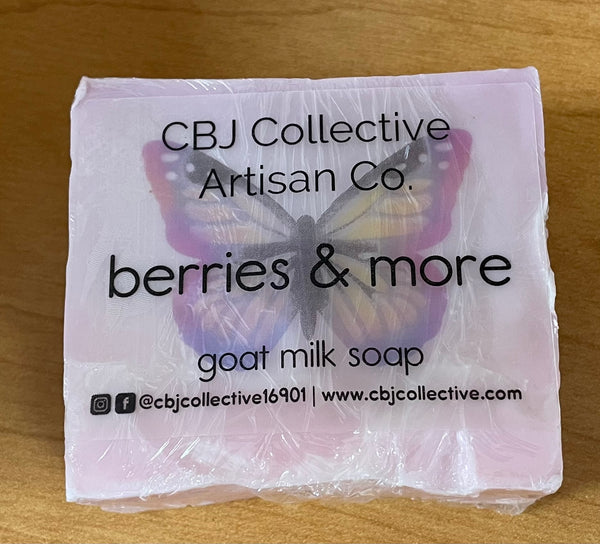 CBJ Collective
Artisan Co.
berries & more
goat milk soap
@cbjcollective16901 | www.cbjcollective.com